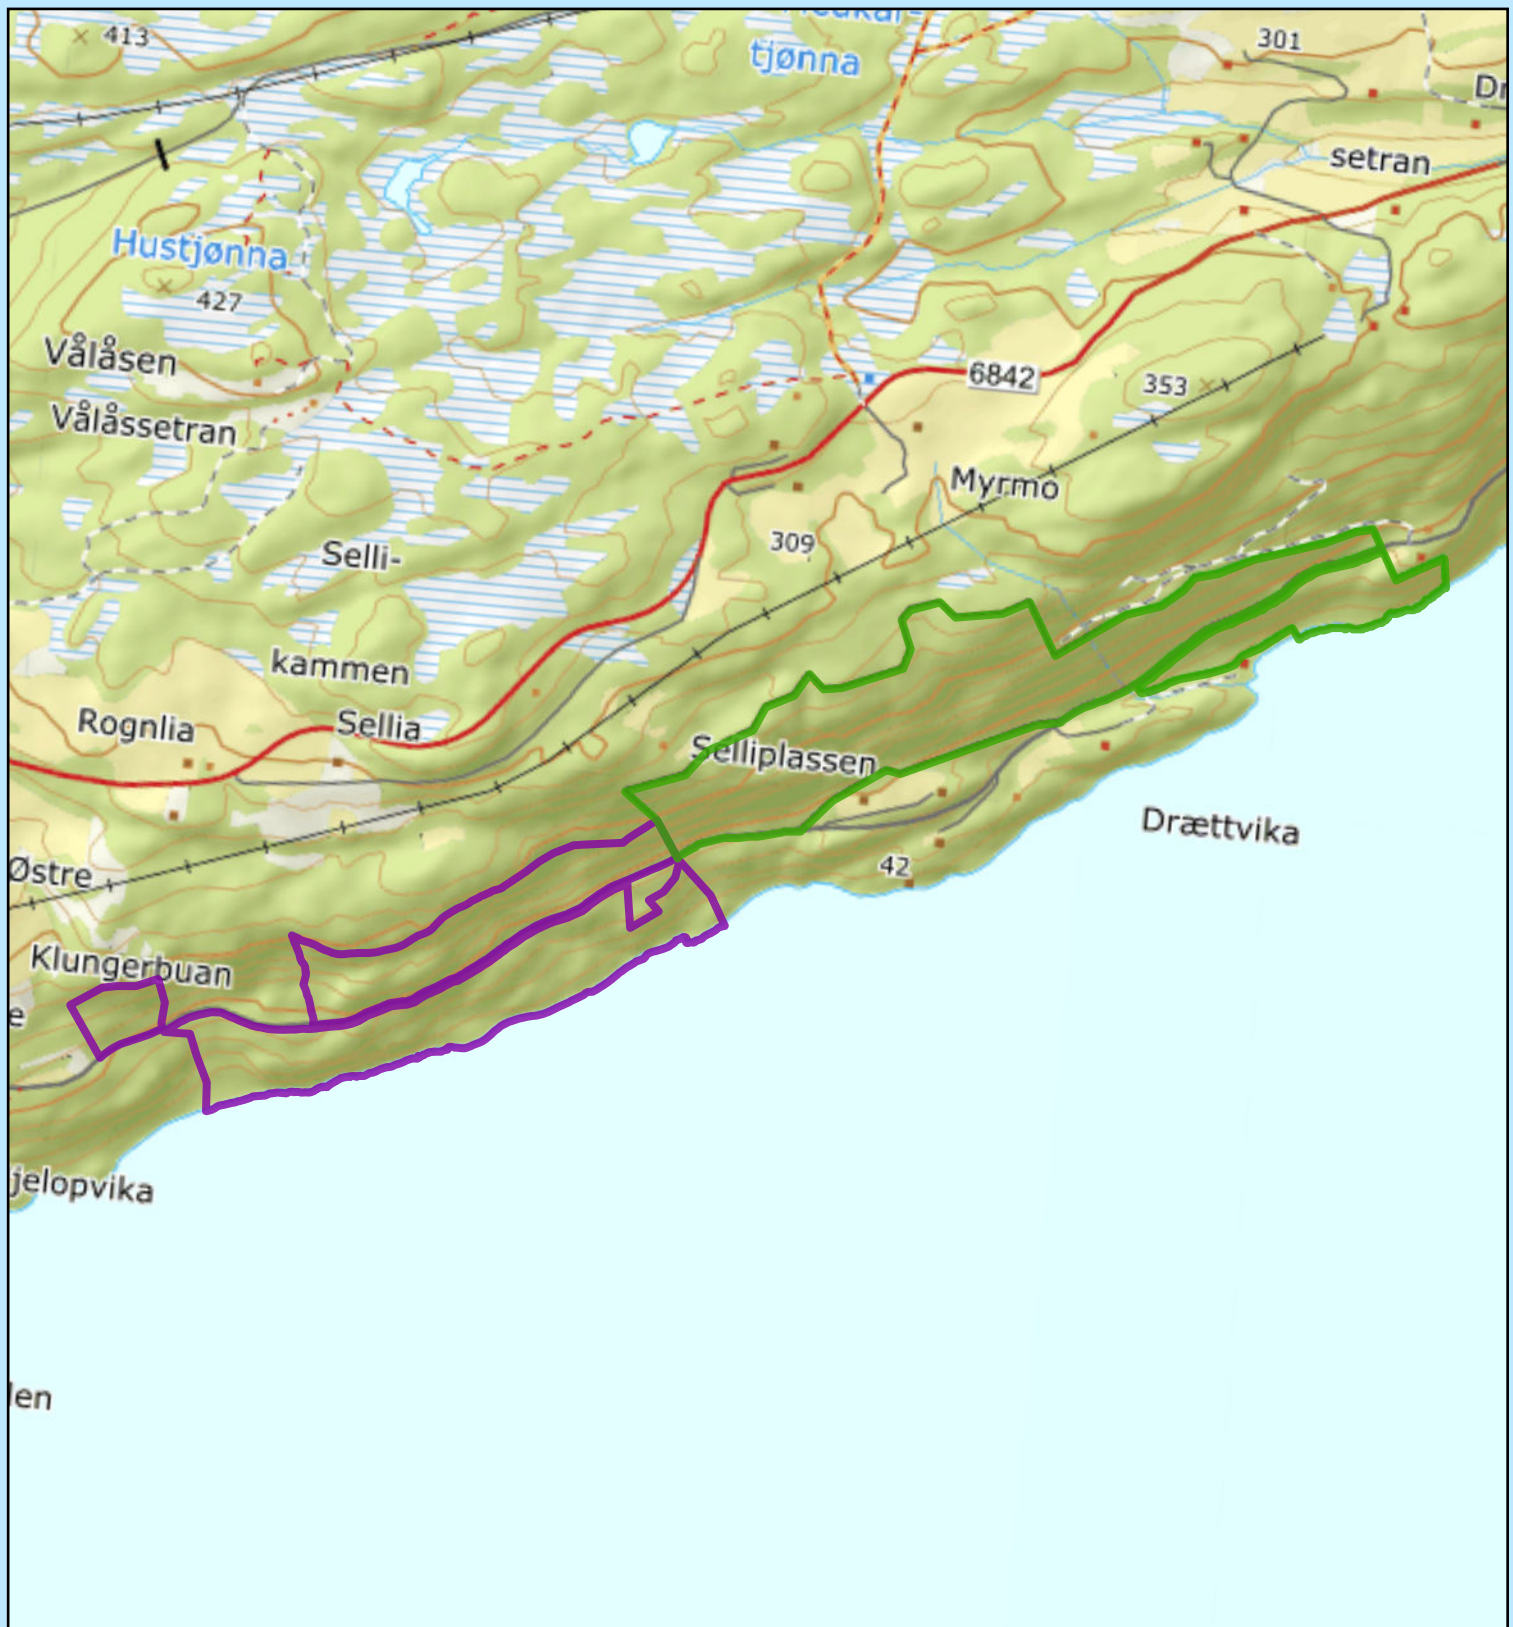 413
301
tjønna
setran
Hustjønna
427
Vålåsen
6842
353
Vålåssetran
Myrmo
309
Selli-
kammen
Rognlia
Sellia
Selliplassen
Drættvika
42
Østre
Klungerbuan
e
jelopvika
len